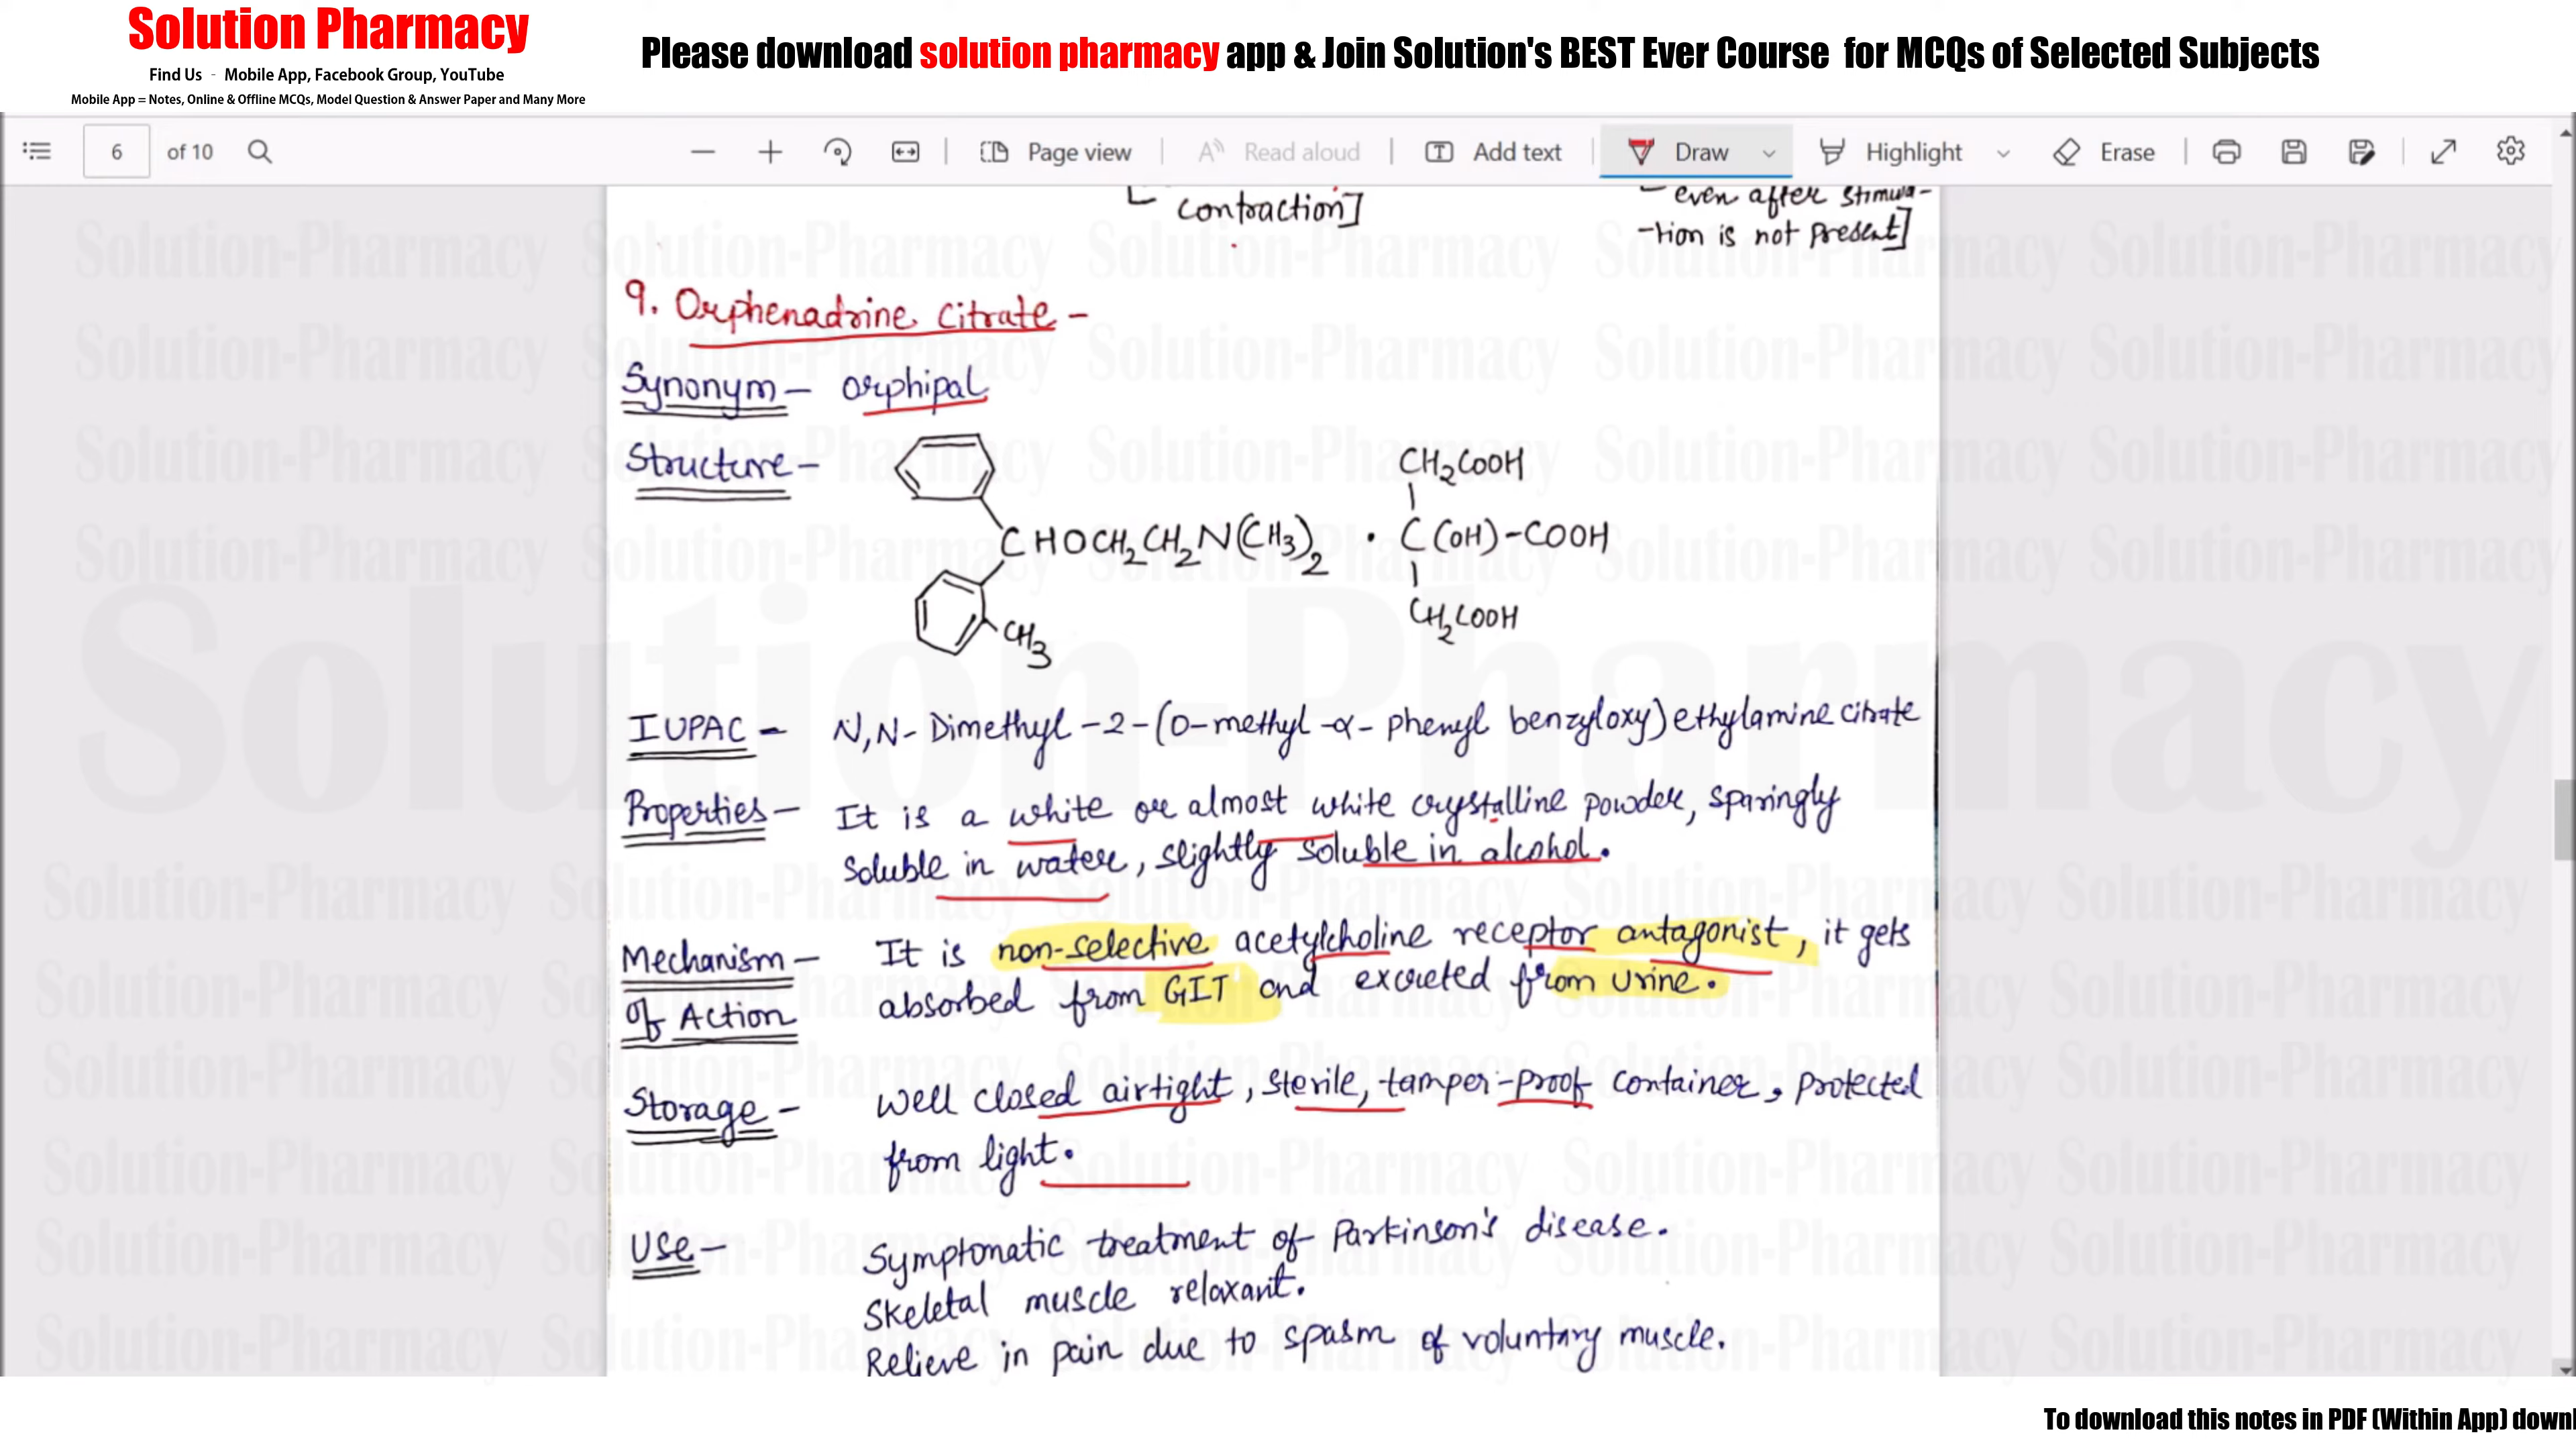 Solution Pharmacy
Find Us - Mobile App, Facebook Group, YouTube
Mobile App = Notes, Online & Offline MCQs, Model Question & Answer Paper and Many More
Please download solution pharmacy app & Join Solution's BEST Ever Course for MCQs of Selected Subjects
6 of 10 Page view Read aloud Add text Draw Highlight Erase
contraction] even after stimula-
-tion is not present]
9. Orphenadrine Citrate -
Synonym - Orphipal
Structure -
CH2COOH
CHOCH2CH2N(CH3)2 · C(OH)-COOH
CH2COOH
CH3
IUPAC - N,N-Dimethyl-2-(O-methyl-α-phenyl benzyloxy)ethylamine citrate
Properties - It is a white or almost white crystalline powder, sparingly
soluble in water, slightly soluble in alcohol.
Mechanism - It is non-selective acetylcholine receptor antagonist, it gets
of Action absorbed from GIT and excreted from urine.
Storage - Well closed airtight, sterile, tamper-proof container, protected
from light.
Use - Symptomatic treatment of Parkinson's disease.
Skeletal muscle relaxant.
Relieve in pain due to spasm of voluntary muscle.
Solution-Pharmacy
To download this notes in PDF (Within App) downl